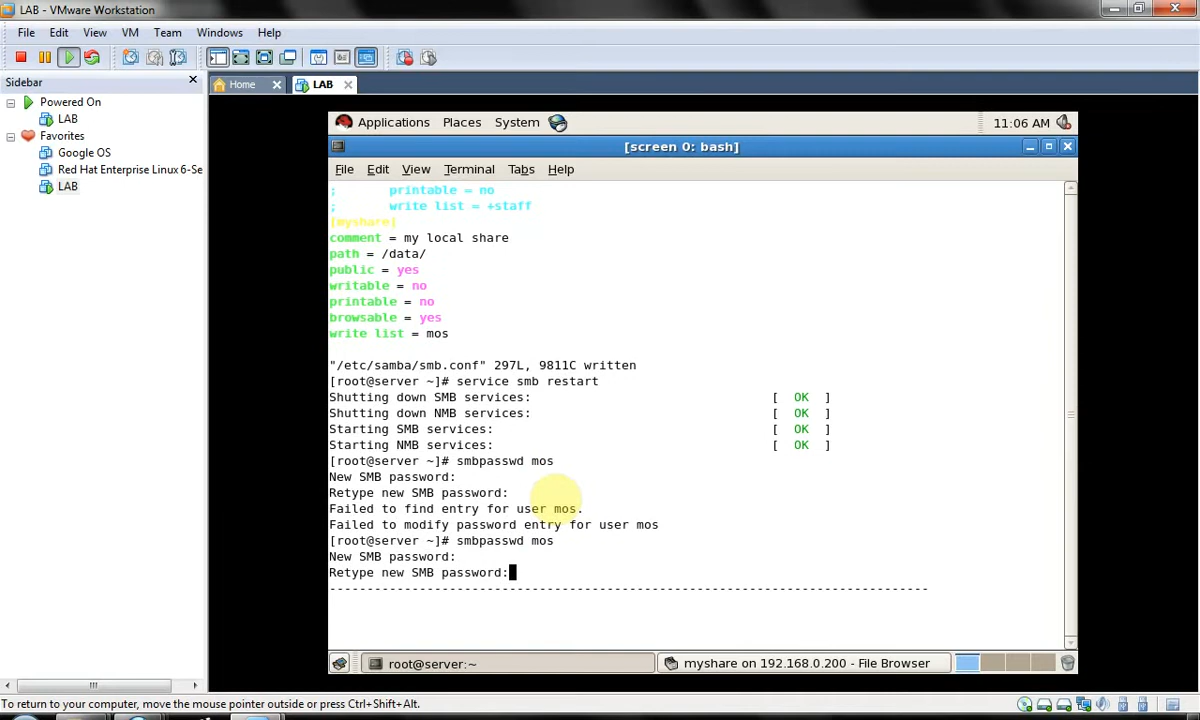 LAB - VMware Workstation
File Edit View VM Team Windows Help
Sidebar
Home
LAB
Powered On
LAB
Favorites
Google OS
Red Hat Enterprise Linux 6-Se
LAB
Applications Places System
11:06 AM
[screen 0: bash]
File Edit View Terminal Tabs Help
; printable = no
; write list = +staff
[myshare]
comment = my local share
path = /data/
public = yes
writable = no
printable = no
browsable = yes
write list = mos
"/etc/samba/smb.conf" 297L, 9811C written
[root@server ~]# service smb restart
Shutting down SMB services: [ OK ]
Shutting down NMB services: [ OK ]
Starting SMB services: [ OK ]
Starting NMB services: [ OK ]
[root@server ~]# smbpasswd mos
New SMB password:
Retype new SMB password:
Failed to find entry for user mos.
Failed to modify password entry for user mos
[root@server ~]# smbpasswd mos
New SMB password:
Retype new SMB password:
--------------------------------------------------------------------------------
root@server:~
myshare on 192.168.0.200 - File Browser
To return to your computer, move the mouse pointer outside or press Ctrl+Shift+Alt.